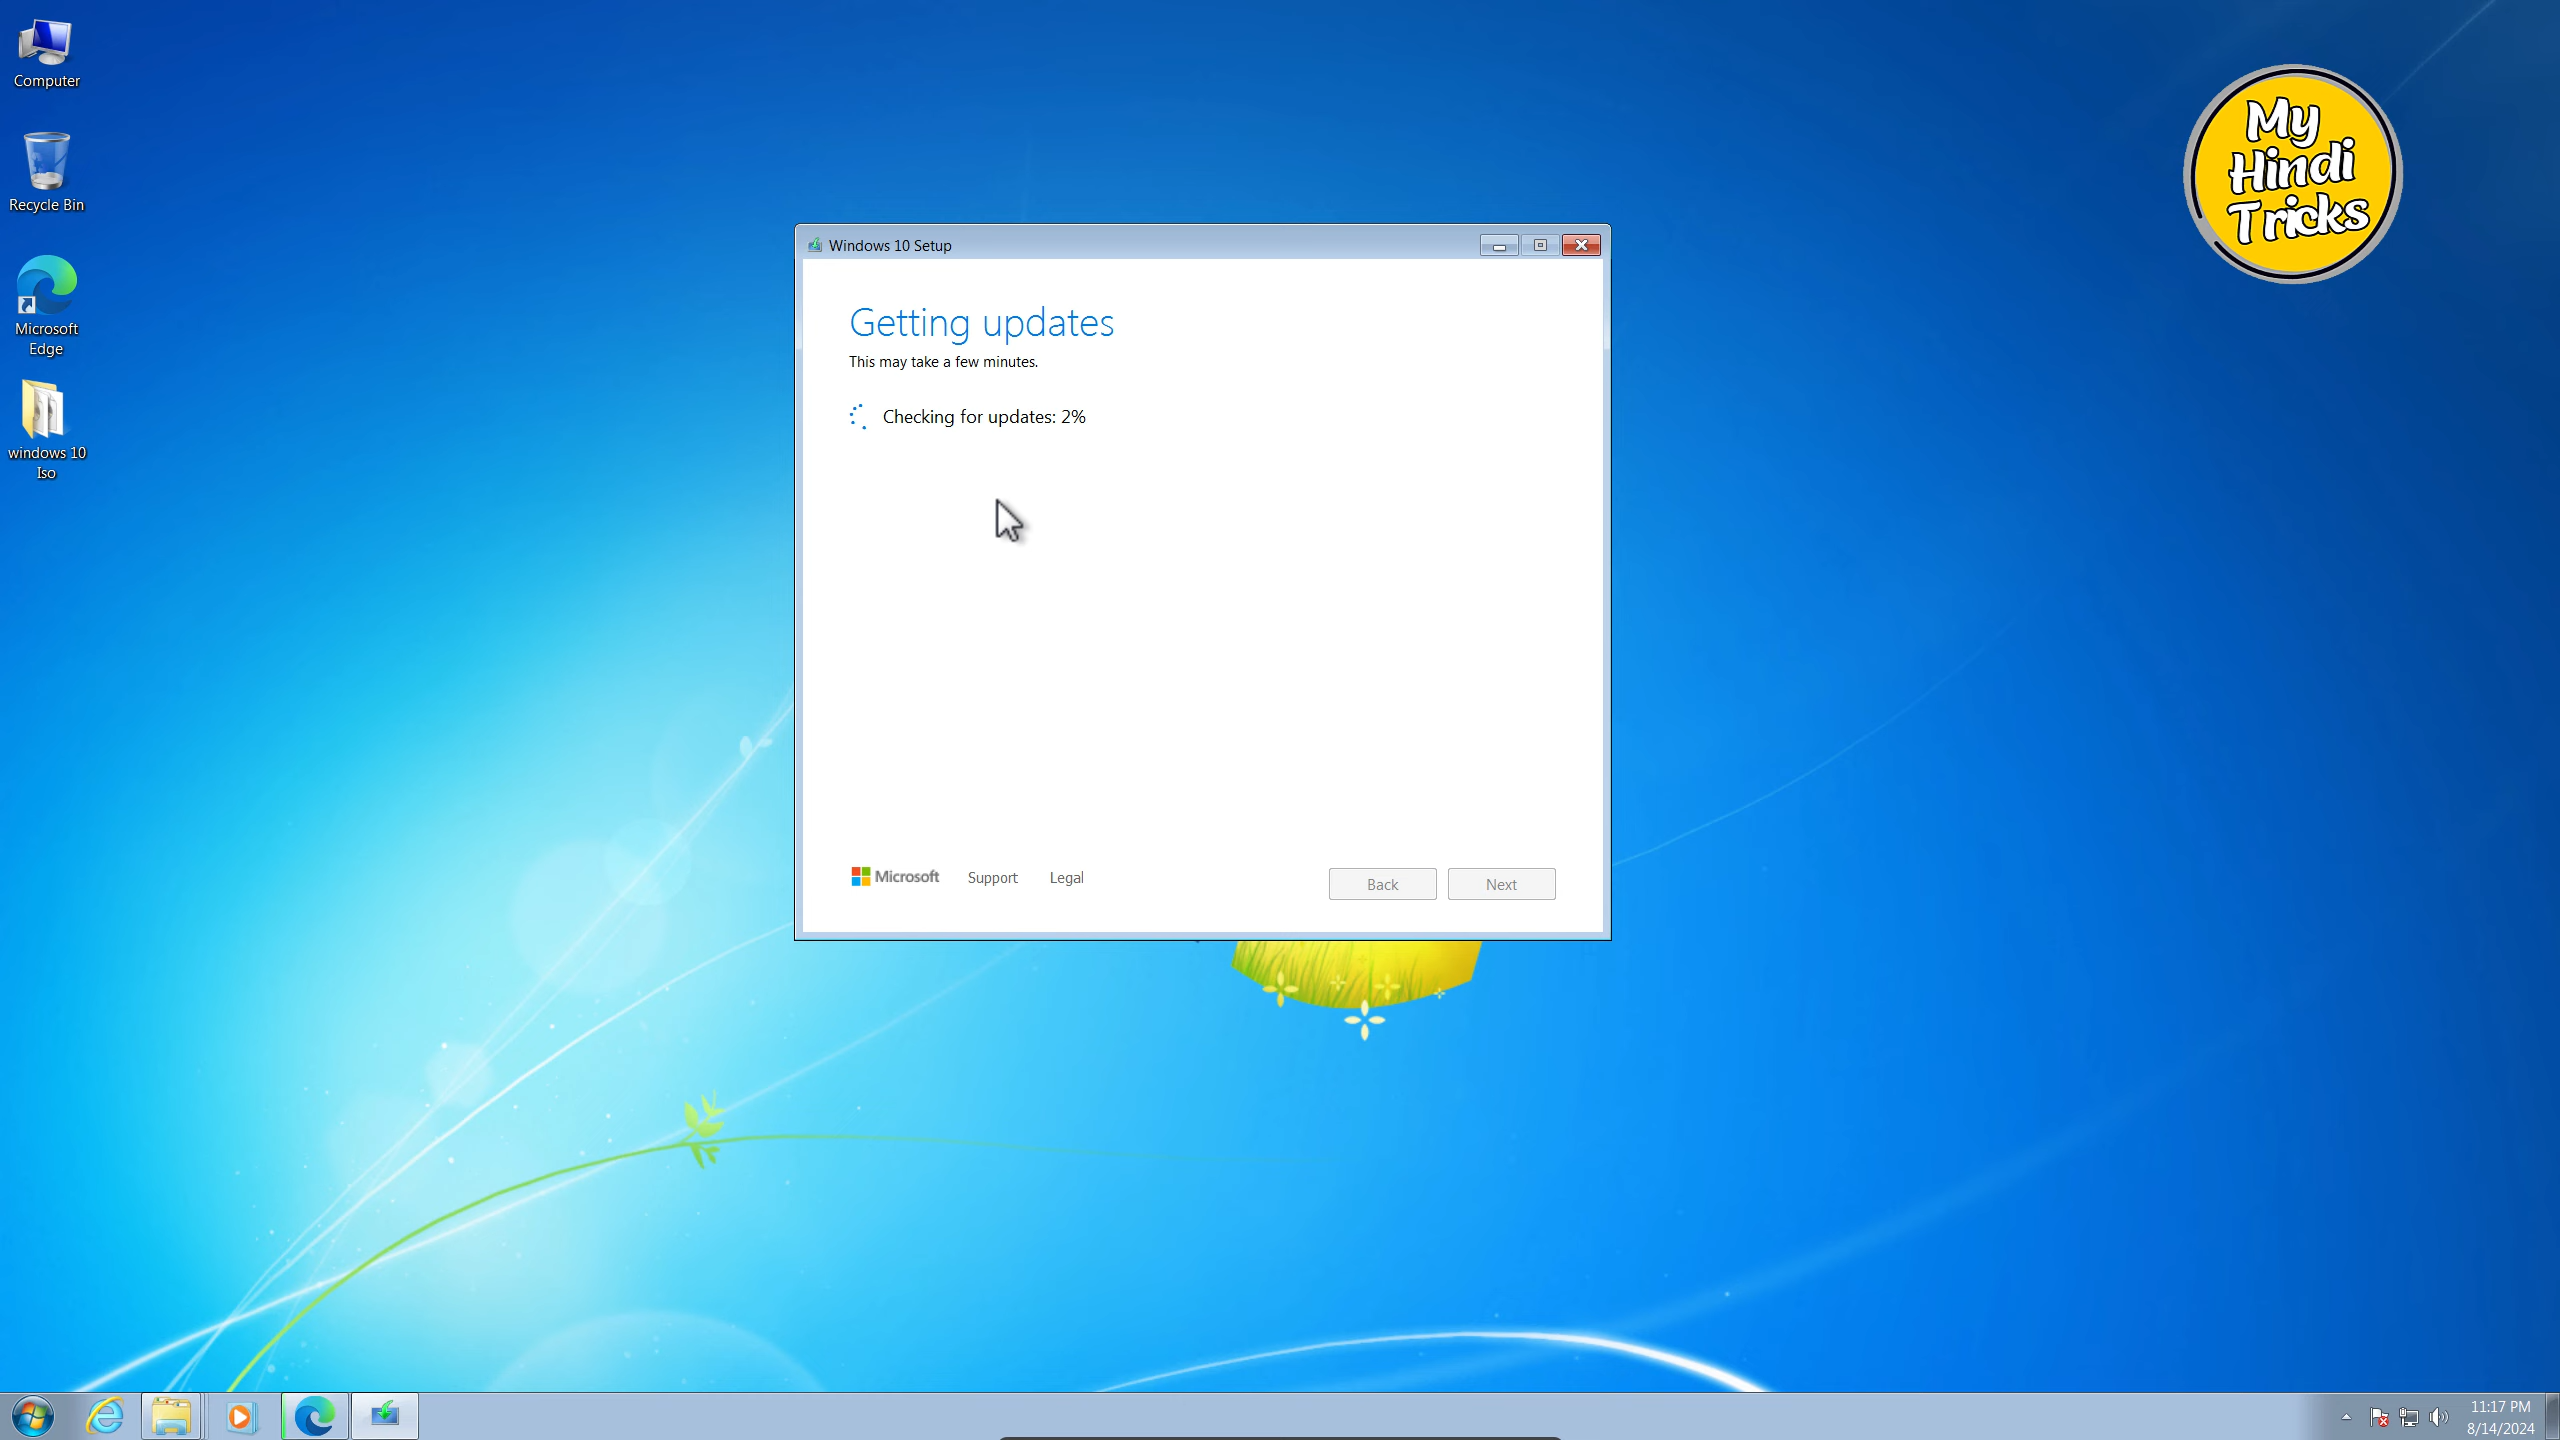 Computer
Recycle Bin
Microsoft
Edge
windows 10
Iso
My
Hindi
Tricks
Windows 10 Setup
Getting updates
This may take a few minutes.
Checking for updates: 2%
Microsoft Support Legal
Back Next
11:17 PM
8/14/2024